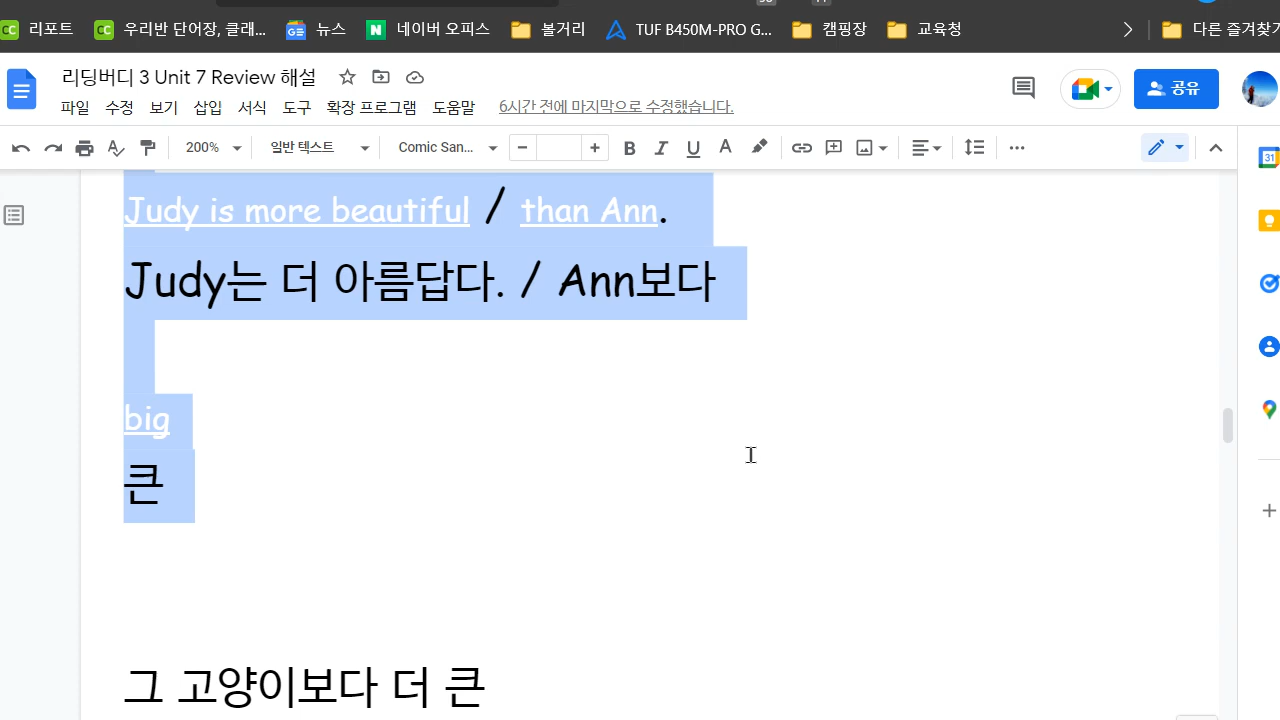 리포트 우리반 단어장, 클래... 뉴스 네이버 오피스 볼거리 TUF B450M-PRO G... 캠핑장 교육청 다른 즐겨찾기
리딩버디 3 Unit 7 Review 해설
파일 수정 보기 삽입 서식 도구 확장 프로그램 도움말 6시간 전에 마지막으로 수정했습니다. 공유
200% 일반 텍스트 Comic San... B I U A
Judy is more beautiful / than Ann.
Judy는 더 아름답다. / Ann보다
big
큰
그 고양이보다 더 큰